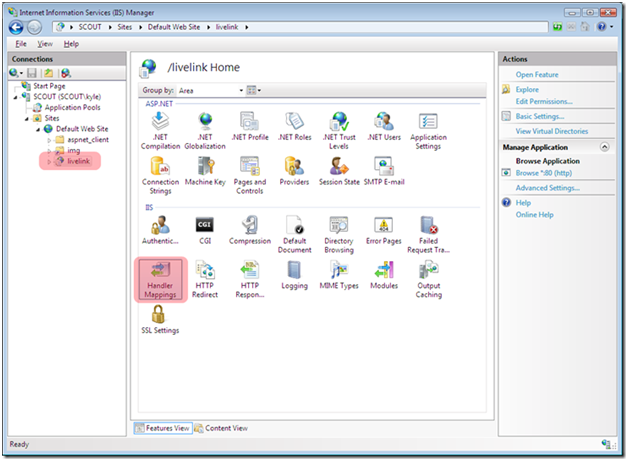 Internet Information Services (IIS) Manager
SCOUT ▸ Sites ▸ Default Web Site ▸ livelink ▸
File View Help
Connections
Start Page
SCOUT (SCOUT\kyle)
Application Pools
Sites
Default Web Site
aspnet_client
img
livelink
/livelink Home
Group by: Area
ASP.NET
.NET Compilation
.NET Globalization
.NET Profile
.NET Roles
.NET Trust Levels
.NET Users
Application Settings
Connection Strings
Machine Key
Pages and Controls
Providers
Session State
SMTP E-mail
IIS
Authentic...
CGI
Compression
Default Document
Directory Browsing
Error Pages
Failed Request Tra...
Handler Mappings
HTTP Redirect
HTTP Respon...
Logging
MIME Types
Modules
Output Caching
SSL Settings
Features View
Content View
Actions
Open Feature
Explore
Edit Permissions...
Basic Settings...
View Virtual Directories
Manage Application
Browse Application
Browse *:80 (http)
Advanced Settings...
Help
Online Help
Ready